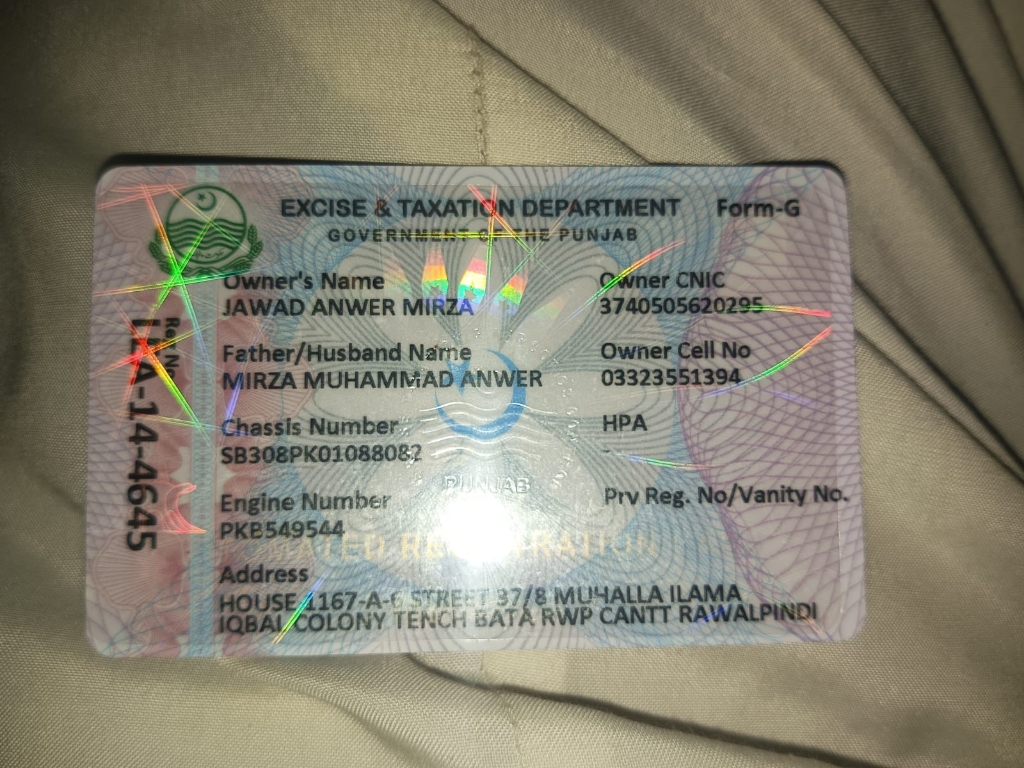 EXCISE & TAXATION DEPARTMENT Form-G
GOVERNMENT OF THE PUNJAB
Owner's Name
JAWAD ANWER MIRZA
Owner CNIC
3740505620295
Father/Husband Name
MIRZA MUHAMMAD ANWER
Owner Cell No
03323551394
Chassis Number
SB308PK01088082
HPA
-
Engine Number
PKB549544
Prv Reg. No/Vanity No.
Address
HOUSE 1167-A-6 STREET 37/8 MUHALLA ILAMA
IQBAL COLONY TENCH BATA RWP CANTT RAWALPINDI
Reg No.
LEA-14-4645
PUNJAB